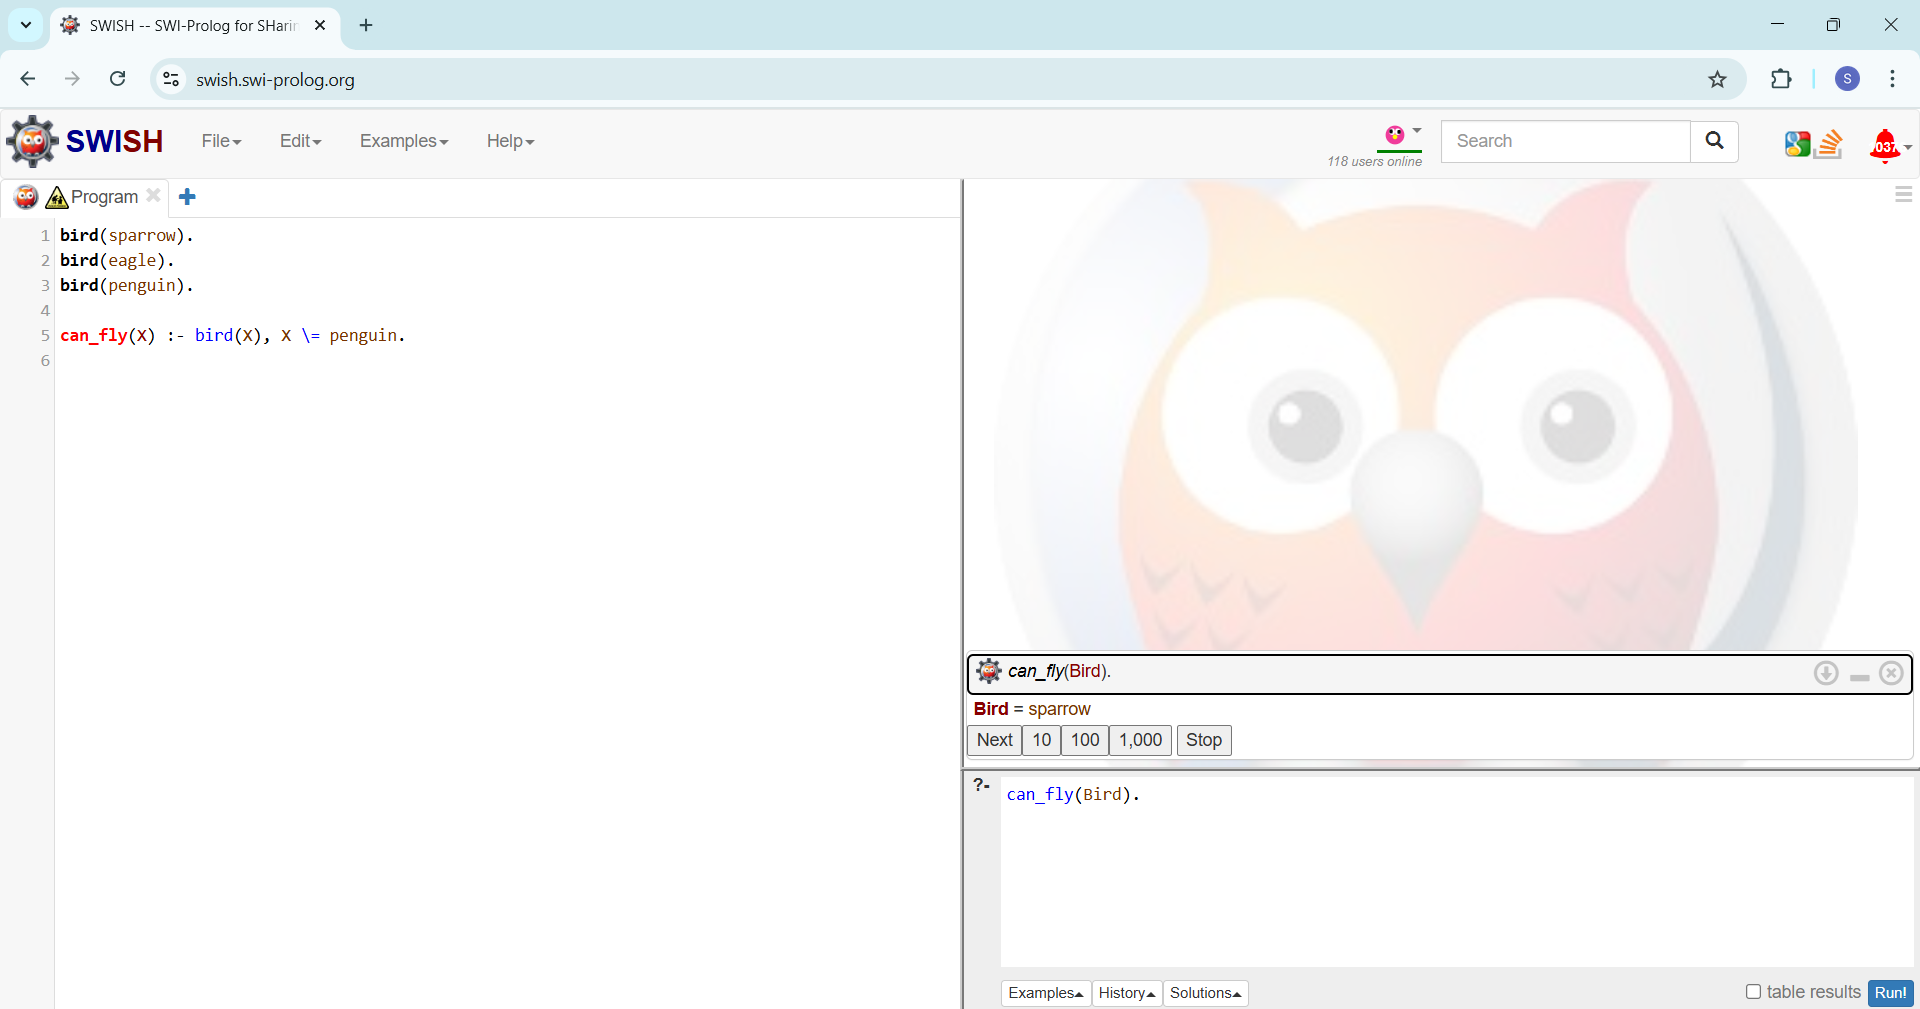 SWISH -- SWI-Prolog for SHarin
swish.swi-prolog.org
S
SWISH
File
Edit
Examples
Help
118 users online
Search
037
Program
1 bird(sparrow).
2 bird(eagle).
3 bird(penguin).
4
5 can_fly(X) :- bird(X), X \= penguin.
6
can_fly(Bird).
Bird = sparrow
Next 10 100 1,000 Stop
?- can_fly(Bird).
Examples History Solutions
table results Run!